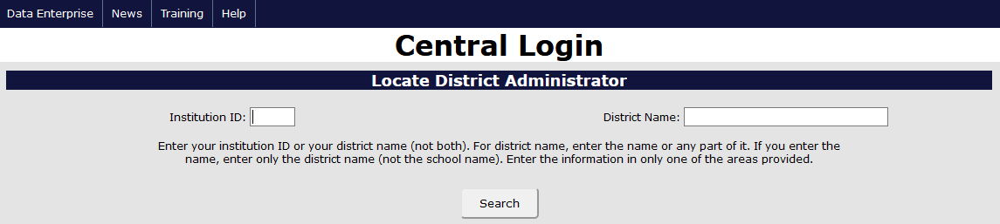 Data Enterprise News Training Help
Central Login
Locate District Administrator
Institution ID: District Name:
Enter your institution ID or your district name (not both). For district name, enter the name or any part of it. If you enter the
name, enter only the district name (not the school name). Enter the information in only one of the areas provided.
Search